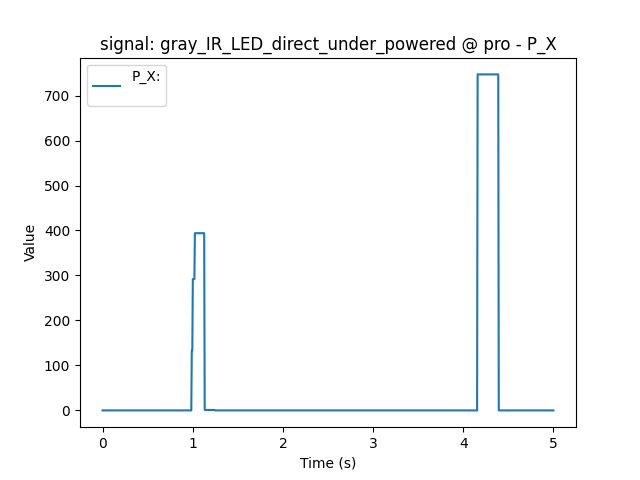 signal: gray_IR_LED_direct_under_powered @ pro - P_X
P_X:
700
600
500
400
300
200
100
0
Value
0 1 2 3 4 5
Time (s)